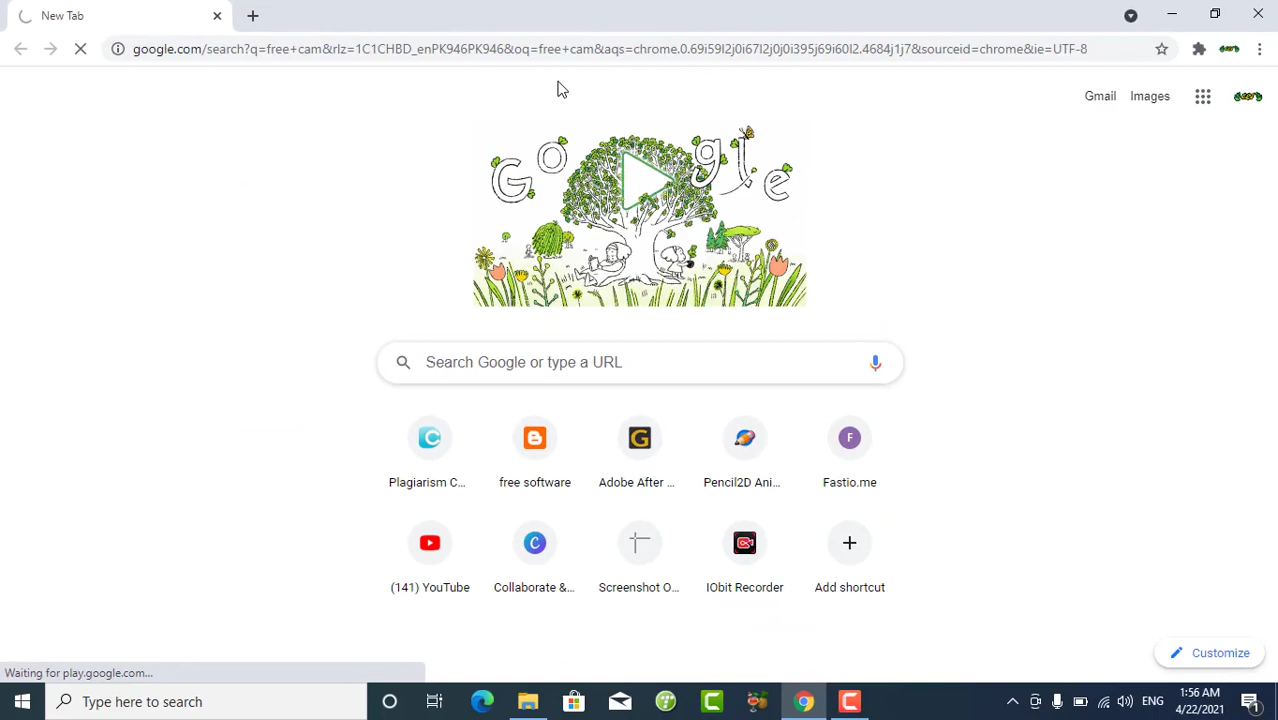 New Tab
google.com/search?q=free+cam&rlz=1C1CHBD_enPK946PK946&oq=free+cam&aqs=chrome.0.69i59l2j0i67l2j0j0i395j69i60l2.4684j1j7&sourceid=chrome&ie=UTF-8
Gmail Images
Google
Search Google or type a URL
Plagiarism C... free software Adobe After ... Pencil2D Ani... Fastio.me
(141) YouTube Collaborate &... Screenshot O... IObit Recorder Add shortcut
Customize
Waiting for play.google.com...
Type here to search
ENG
1:56 AM
4/22/2021